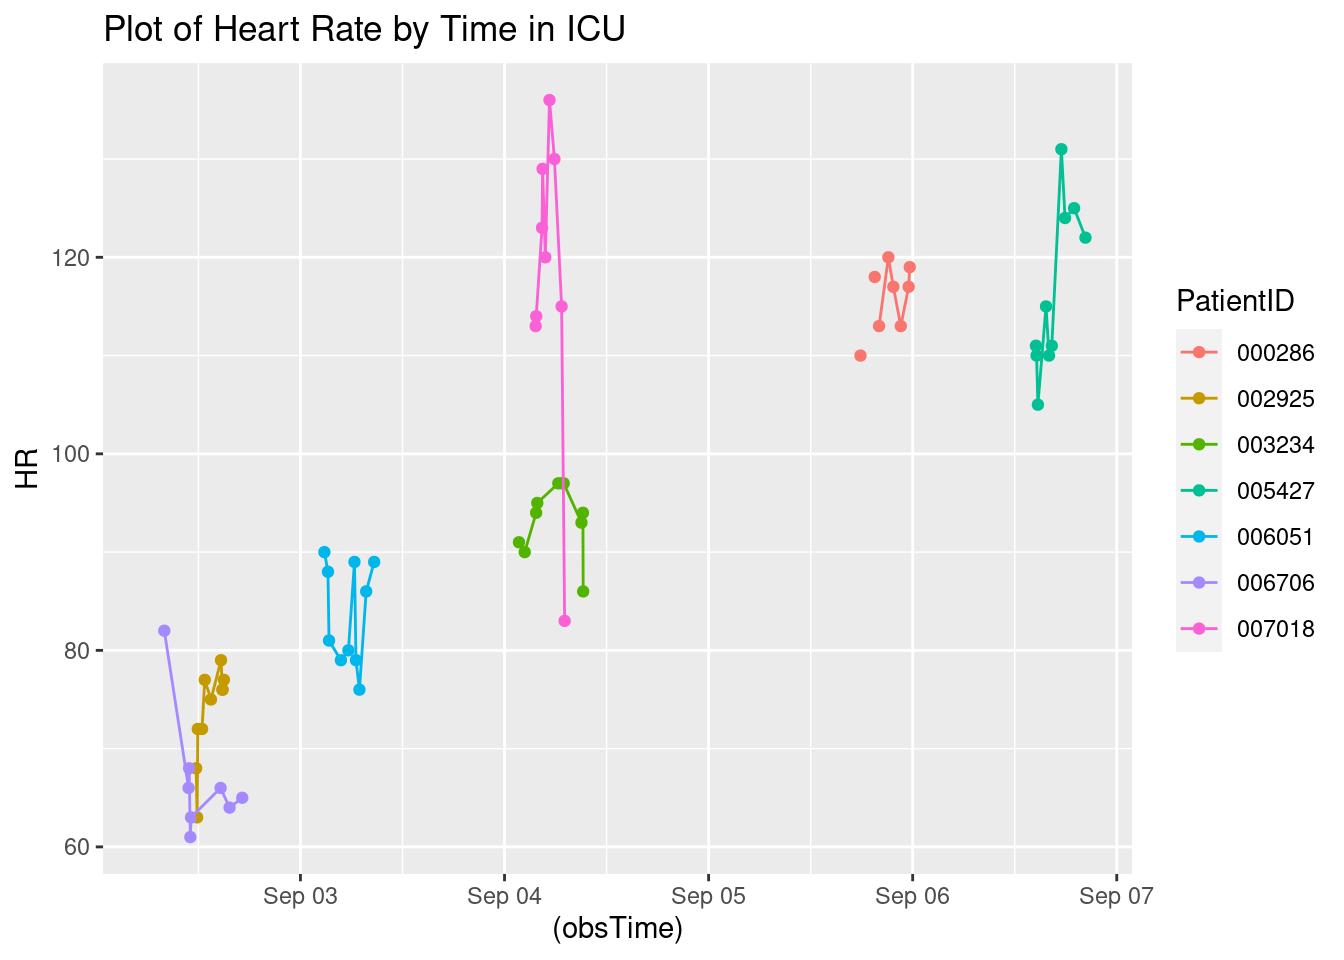 Plot of Heart Rate by Time in ICU
120
100
80
60
HR
Sep 03
Sep 04
Sep 05
Sep 06
Sep 07
(obsTime)
PatientID
000286
002925
003234
005427
006051
006706
007018